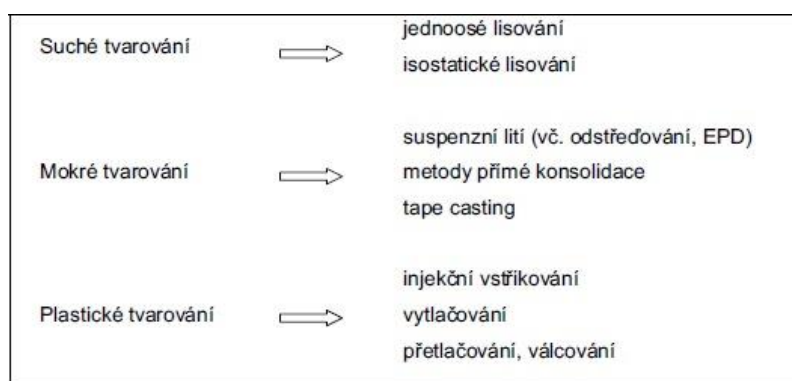 Suché tvarování
jednoosé lisování
isostatické lisování
Mokré tvarování
suspenzní lití (vč. odstřeďování, EPD)
metody přímé konsolidace
tape casting
Plastické tvarování
injekční vstřikování
vytlačování
přetlačování, válcování